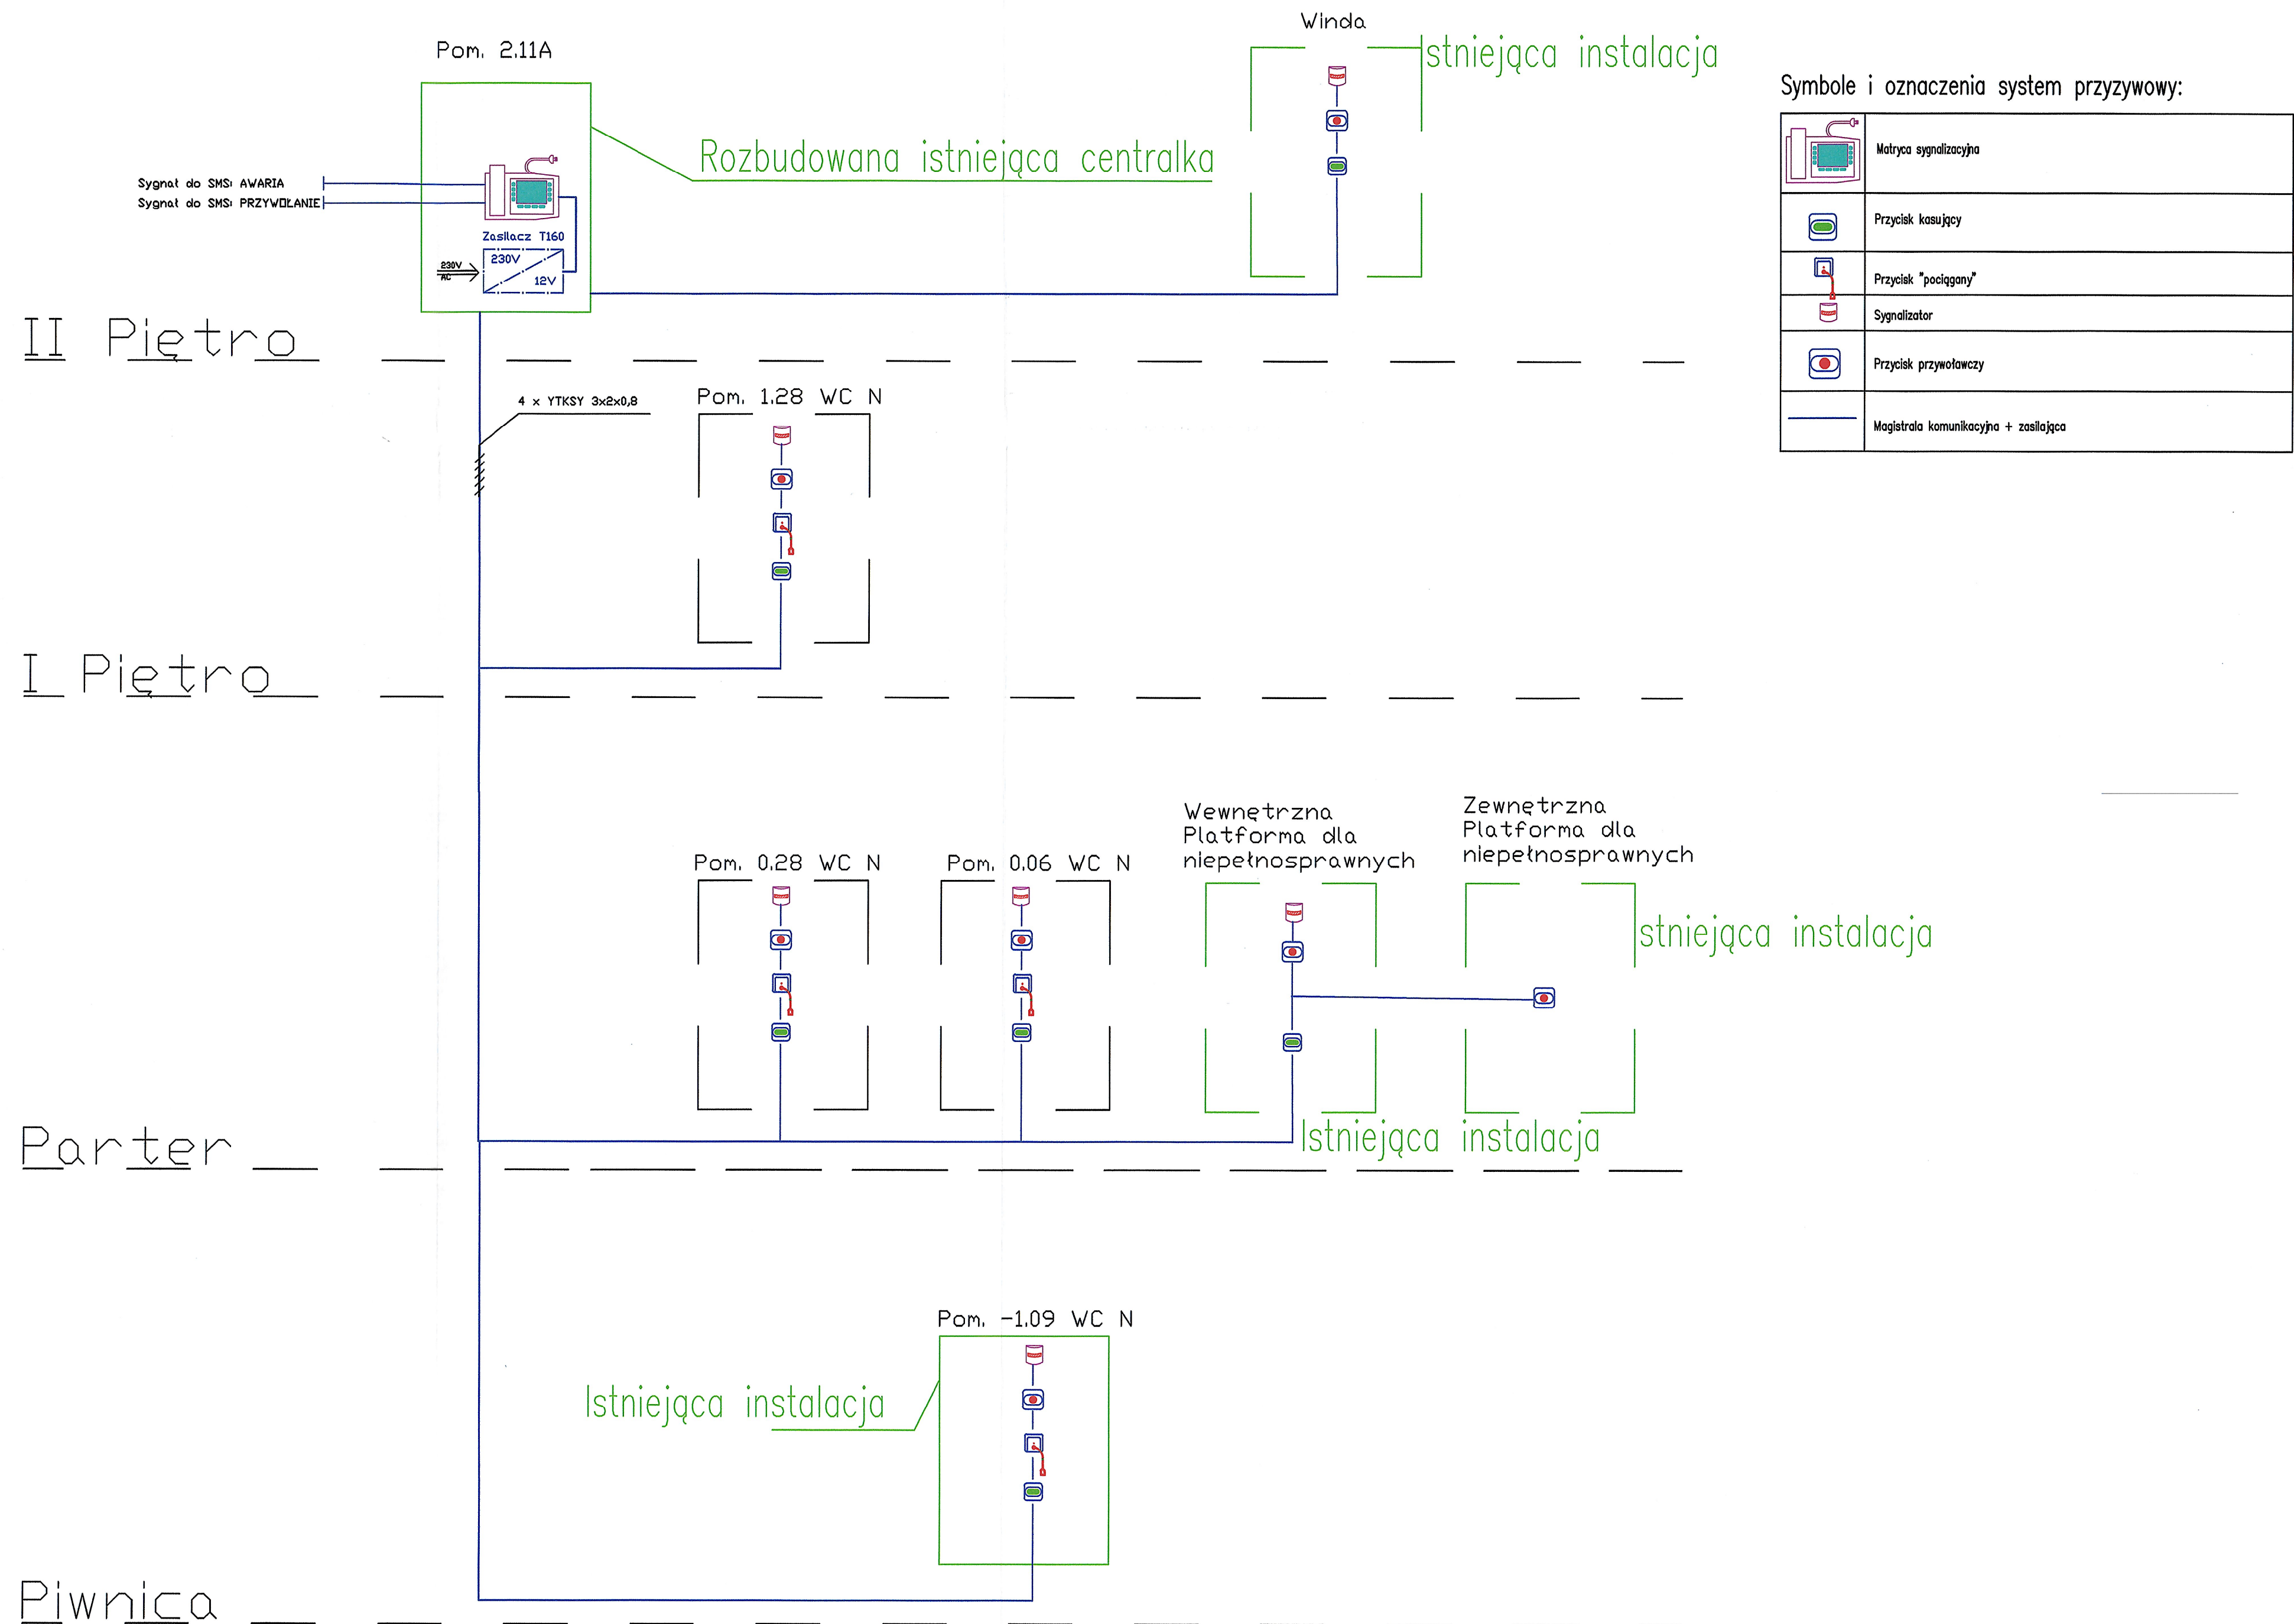 Winda
Istniejąca instalacja
Pom. 2.11A
Rozbudowana istniejąca centralka
Sygnał do SMS: AWARIA
Sygnał do SMS: PRZYWOŁANIE
Zasilacz T160
230V
12V
230V
AC
II Piętro
4 x YTKSY 3x2x0,8
Pom. 1.28 WC N
I Piętro
Pom. 0.28 WC N
Pom. 0.06 WC N
Wewnętrzna
Platforma dla
niepełnosprawnych
Zewnętrzna
Platforma dla
niepełnosprawnych
Istniejąca instalacja
Istniejąca instalacja
Parter
Pom. -1.09 WC N
Istniejąca instalacja
Piwnica
Symbole i oznaczenia system przyzywowy:
Matryca sygnalizacyjna
Przycisk kasujący
Przycisk "pociągany"
Sygnalizator
Przycisk przywoławczy
Magistrala komunikacyjna + zasilająca